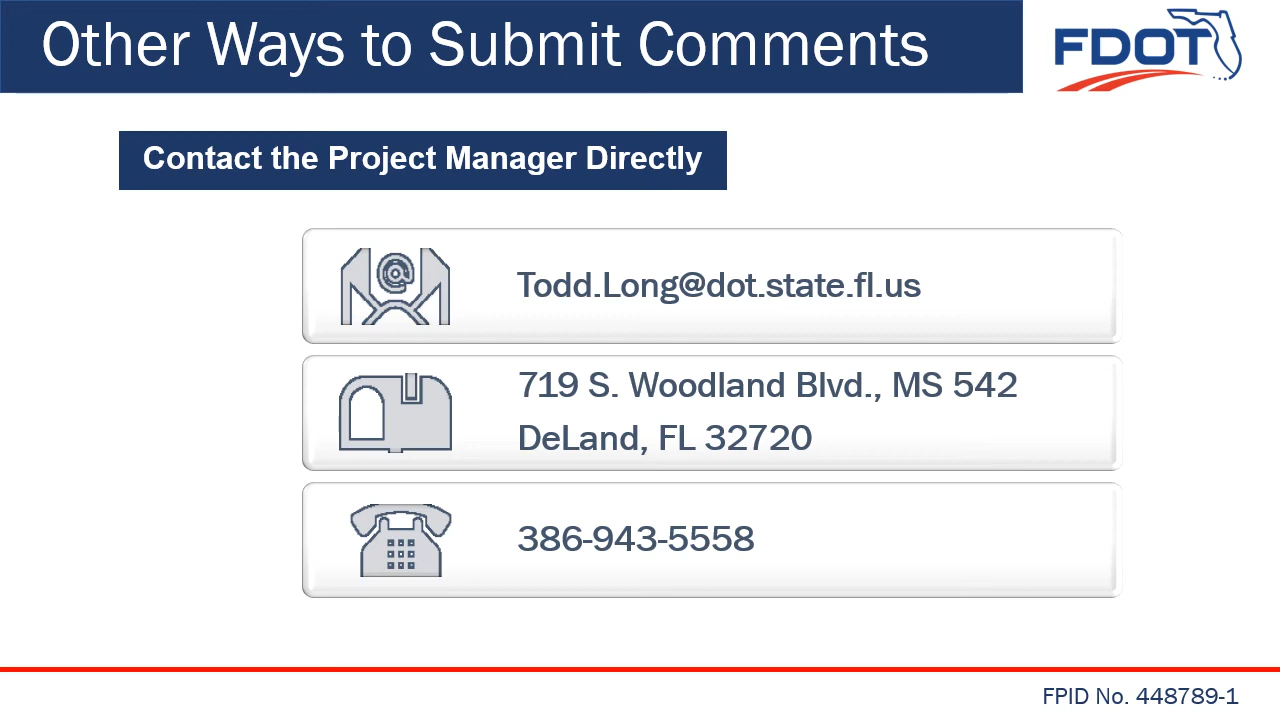 Other Ways to Submit Comments
FDOT
Contact the Project Manager Directly
Todd.Long@dot.state.fl.us
719 S. Woodland Blvd., MS 542
DeLand, FL 32720
386-943-5558
FPID No. 448789-1